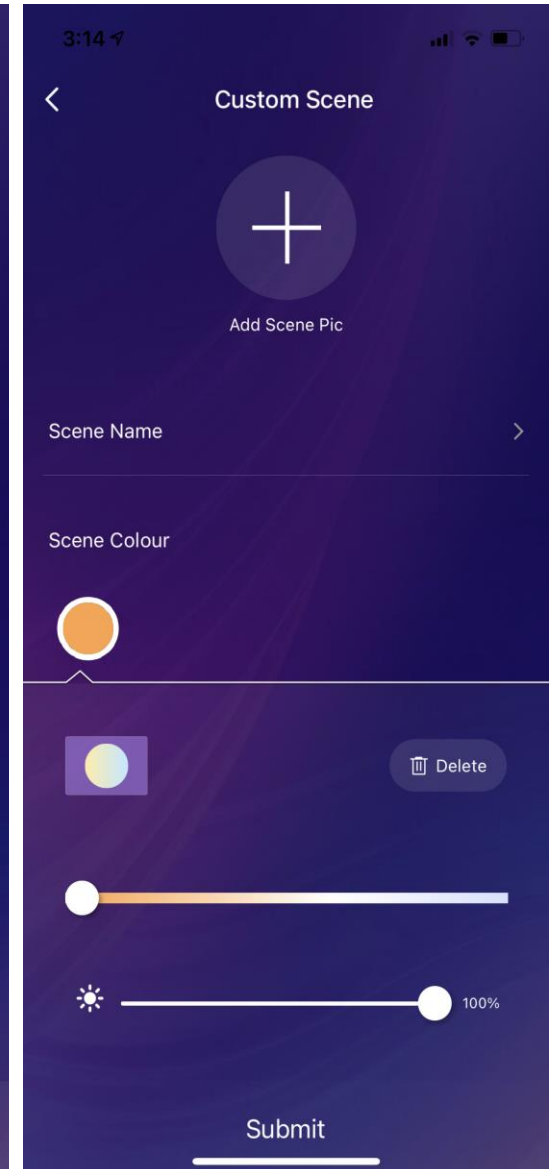 3:14
Custom Scene
Add Scene Pic
Scene Name
Scene Colour
Delete
100%
Submit